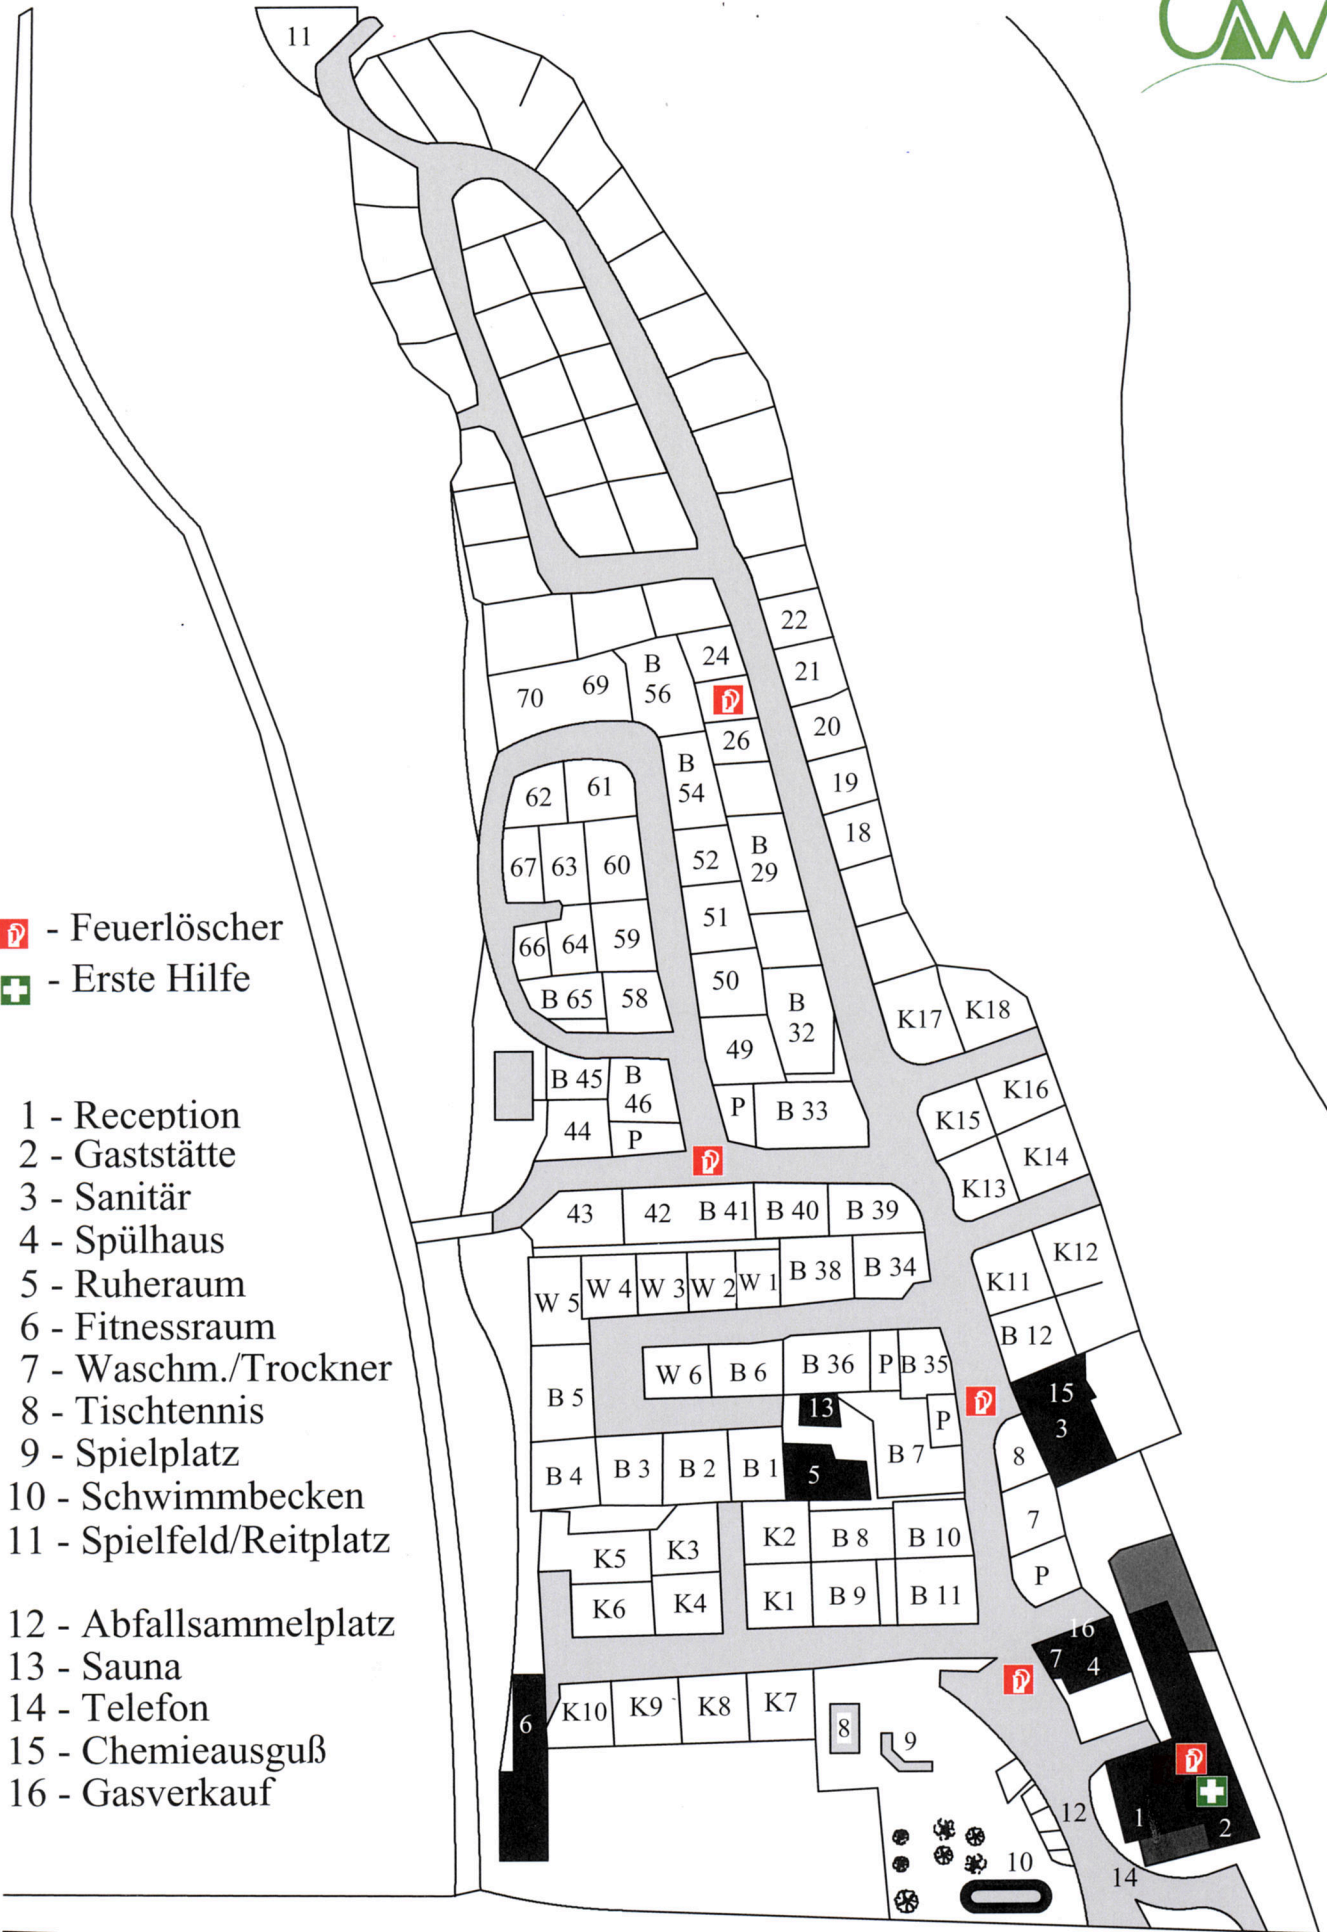 CAW
11
22
24
21
B
56
69
70
20
26
B
54
19
61
62
18
B
29
52
67
63
60
51
59
64
66
50
B 65
58
B
32
K17
K18
49
B 45
B
46
K16
P
B 33
K15
44
P
K14
K13
43
42
B 41
B 40
B 39
K12
W 5
W 4
W 3
W 2
W 1
B 38
B 34
K11
B 12
W 6
B 6
B 36
P
B 35
B 5
13
15
3
P
B 4
B 3
B 2
B 1
5
B 7
8
7
K5
K3
K2
B 8
B 10
P
K6
K4
K1
B 9
B 11
16
7
4
K10
K9
K8
K7
6
8
9
12
1
2
10
14
- Feuerlöscher
- Erste Hilfe
1 - Reception
2 - Gaststätte
3 - Sanitär
4 - Spülhaus
5 - Ruheraum
6 - Fitnessraum
7 - Waschm./Trockner
8 - Tischtennis
9 - Spielplatz
10 - Schwimmbecken
11 - Spielfeld/Reitplatz
12 - Abfallsammelplatz
13 - Sauna
14 - Telefon
15 - Chemieausguß
16 - Gasverkauf